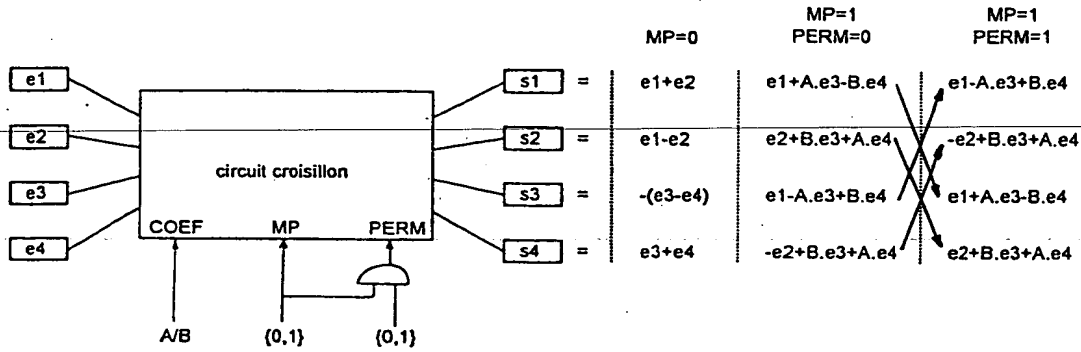 MP=0
MP=1
PERM=0
MP=1
PERM=1
e1
s1 = e1+e2 e1+A.e3-B.e4 e1-A.e3+B.e4
e2
s2 = e1-e2 e2+B.e3+A.e4 -e2+B.e3+A.e4
circuit croisillon
e3
s3 = -(e3-e4) e1-A.e3+B.e4 e1+A.e3-B.e4
COEF MP PERM
e4
s4 = e3+e4 -e2+B.e3+A.e4 e2+B.e3+A.e4
A/B {0,1} {0,1}